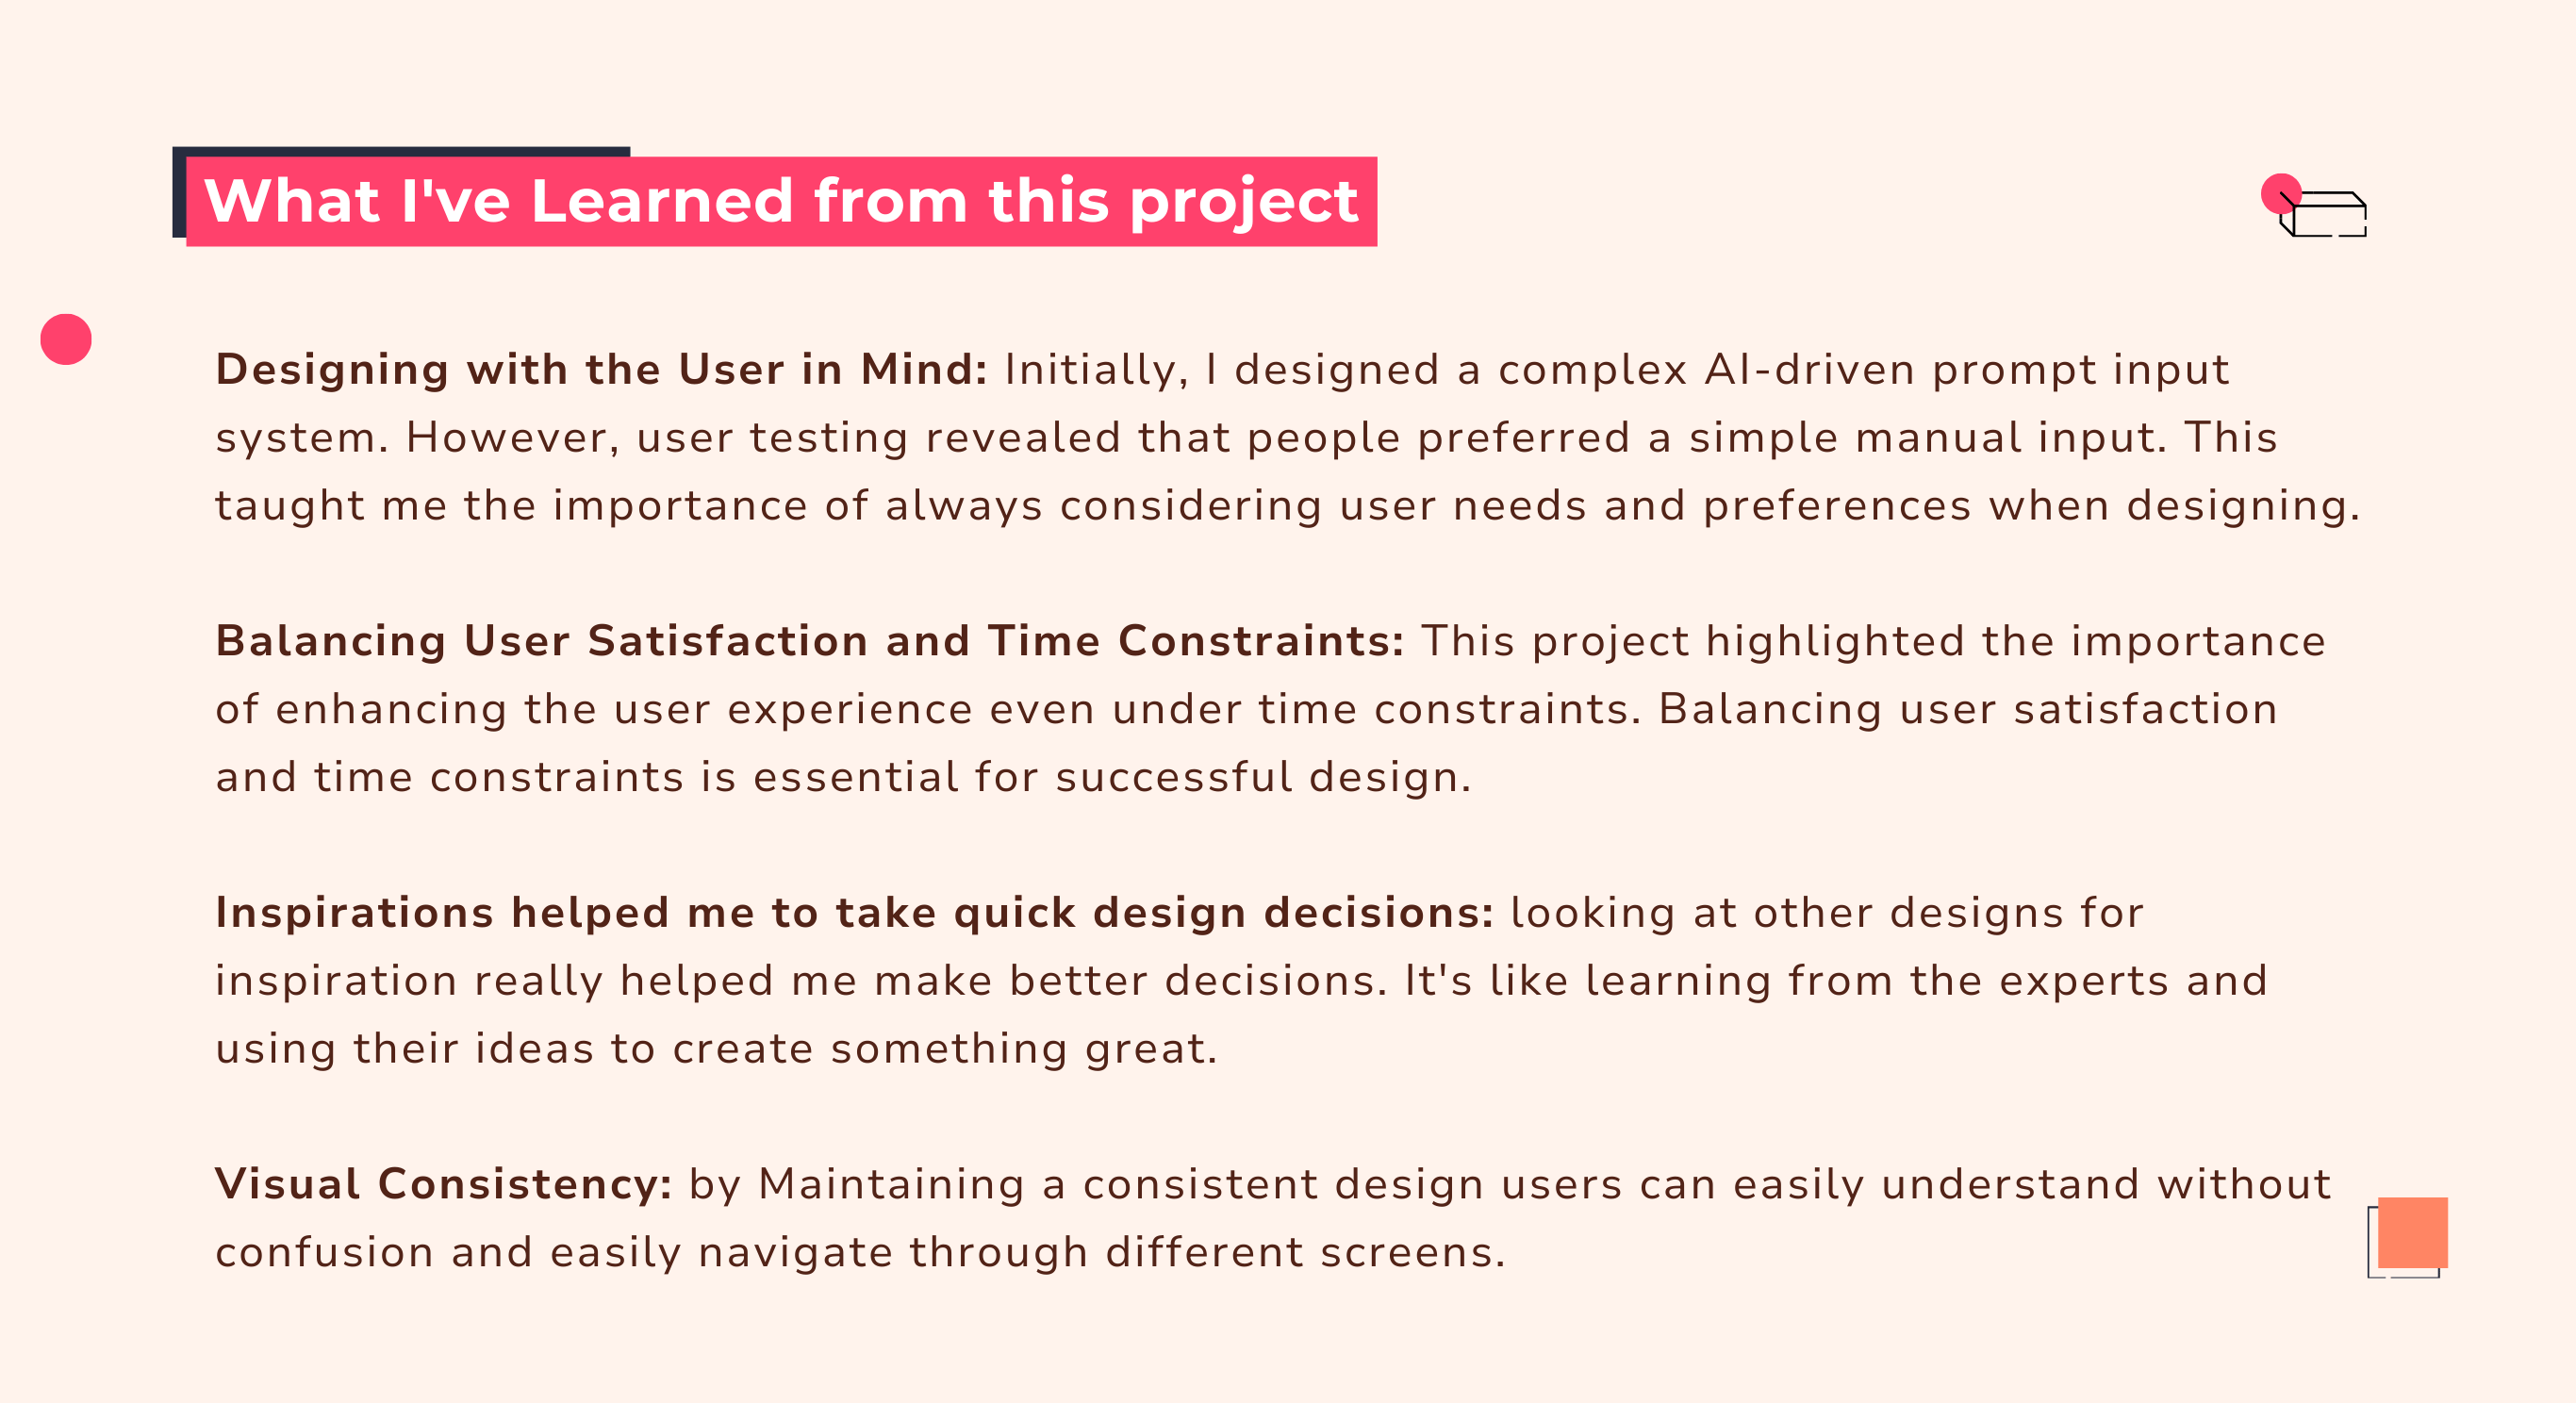 What I've Learned from this project
Designing with the User in Mind: Initially, I designed a complex AI-driven prompt input
system. However, user testing revealed that people preferred a simple manual input. This
taught me the importance of always considering user needs and preferences when designing.
Balancing User Satisfaction and Time Constraints: This project highlighted the importance
of enhancing the user experience even under time constraints. Balancing user satisfaction
and time constraints is essential for successful design.
Inspirations helped me to take quick design decisions: looking at other designs for
inspiration really helped me make better decisions. It's like learning from the experts and
using their ideas to create something great.
Visual Consistency: by Maintaining a consistent design users can easily understand without
confusion and easily navigate through different screens.